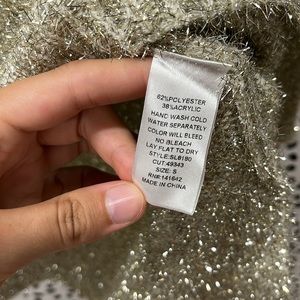 62%POLYESTER
38%ACRYLIC
HAND WASH COLD
WATER SEPARATELY
COLOR WILL BLEED
NO BLEACH
LAY FLAT TO DRY
STYLE:SL6190
CUT:49343
SIZE: S
RN#:141642
MADE IN CHINA